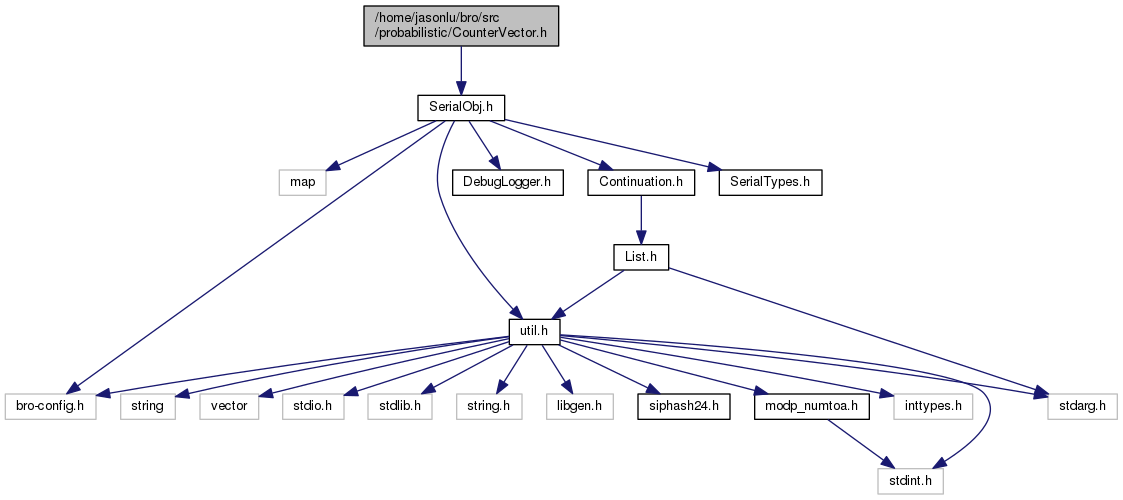 /home/jasonlu/bro/src
/probabilistic/CounterVector.h
SerialObj.h
map
DebugLogger.h
Continuation.h
SerialTypes.h
List.h
util.h
bro-config.h
string
vector
stdio.h
stdlib.h
string.h
libgen.h
siphash24.h
modp_numtoa.h
inttypes.h
stdarg.h
stdint.h